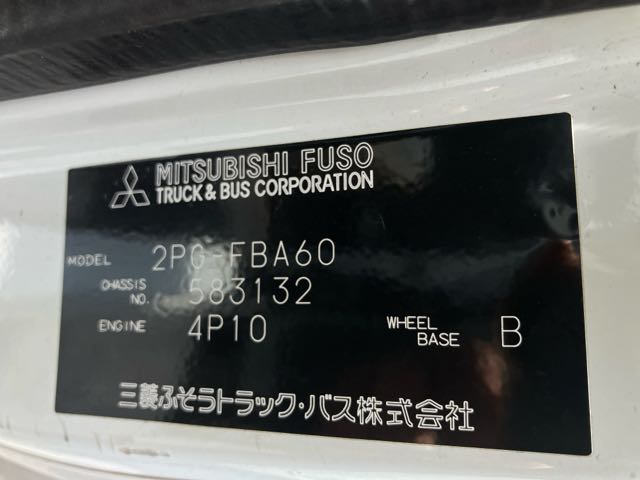 MITSUBISHI FUSO
TRUCK & BUS CORPORATION
MODEL 2PG-FBA60
CHASSIS NO. 583132
ENGINE 4P10 WHEEL BASE B
三菱ふそうトラック・バス株式会社